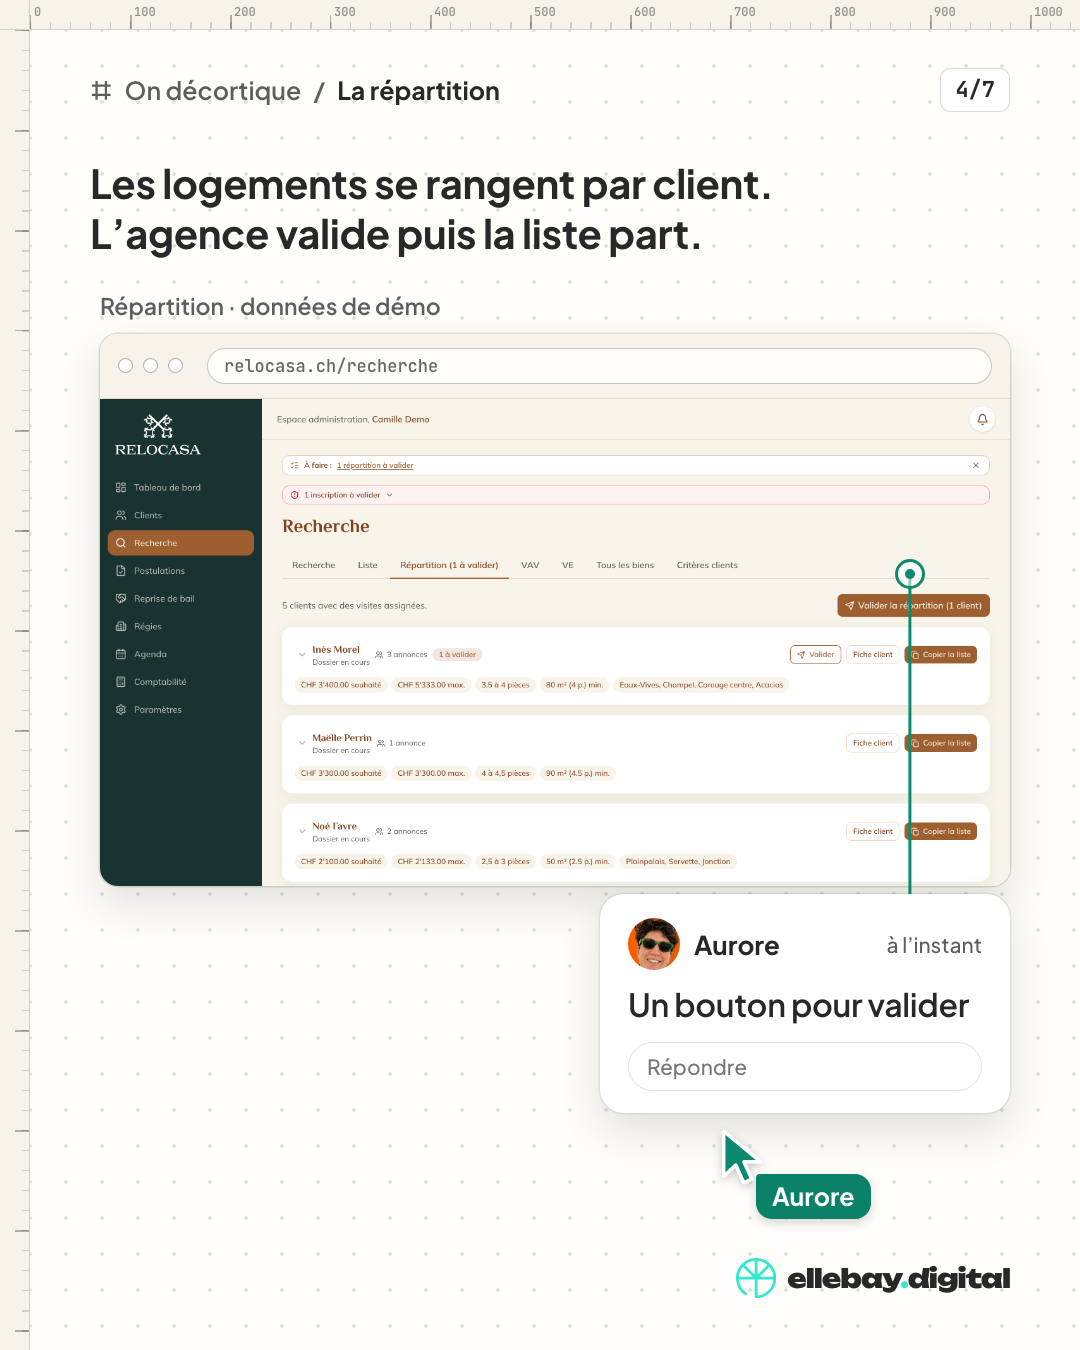 0 100 200 300 400 500 600 700 800 900 1000
On décortique / La répartition
4/7
Les logements se rangent par client.
L’agence valide puis la liste part.
Répartition · données de démo
relocasa.ch/recherche
RELOCASA
Tableau de bord
Clients
Recherche
Postulations
Reprise de bail
Régies
Agenda
Comptabilité
Paramètres
Espace administration, Camille Demo
À faire : 1 répartition à valider
1 inscription à valider
Recherche
Recherche Liste Répartition (1 à valider) VAV VE Tous les biens Critères clients
5 clients avec des visites assignées.
Valider la répartition (1 client)
Inès Morel 3 annonces 1 à valider
Dossier en cours
Valider Fiche client Copier la liste
CHF 3'400.00 souhaité CHF 5'333.00 max. 3,5 à 4 pièces 80 m² (4 p.) min. Eaux-Vives, Champel, Carouge centre, Acacias
Maëlle Perrin 1 annonce
Dossier en cours
Fiche client Copier la liste
CHF 3'300.00 souhaité CHF 3'300.00 max. 4 à 4,5 pièces 90 m² (4.5 p.) min.
Noé Favre 2 annonces
Dossier en cours
Fiche client Copier la liste
CHF 2'100.00 souhaité CHF 2'133.00 max. 2,5 à 3 pièces 50 m² (2.5 p.) min. Plainpalais, Servette, Jonction
Aurore à l’instant
Un bouton pour valider
Répondre
Aurore
ellebay.digital